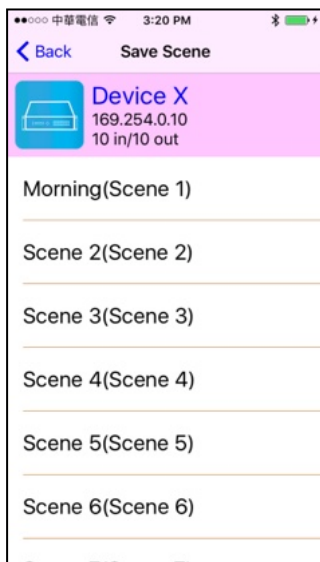 中華電信 3:20 PM
Back Save Scene
Device X
169.254.0.10
10 in/10 out
Morning(Scene 1)
Scene 2(Scene 2)
Scene 3(Scene 3)
Scene 4(Scene 4)
Scene 5(Scene 5)
Scene 6(Scene 6)